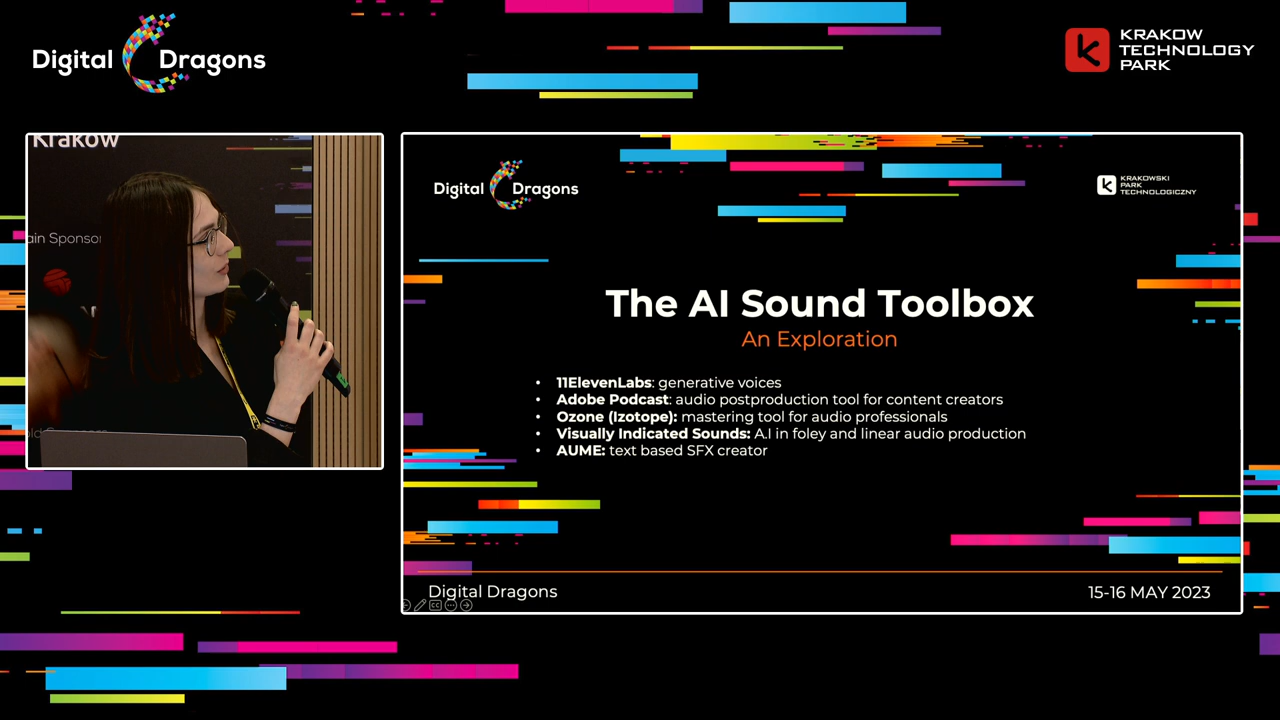 Digital Dragons
KRAKOW
TECHNOLOGY
PARK
Krakow
ain Sponsor
Digital Dragons
KRAKOWSKI
PARK
TECHNOLOGICZNY
The AI Sound Toolbox
An Exploration
• 11ElevenLabs: generative voices
• Adobe Podcast: audio postproduction tool for content creators
• Ozone (Izotope): mastering tool for audio professionals
• Visually Indicated Sounds: A.I in foley and linear audio production
• AUME: text based SFX creator
Digital Dragons
15-16 MAY 2023